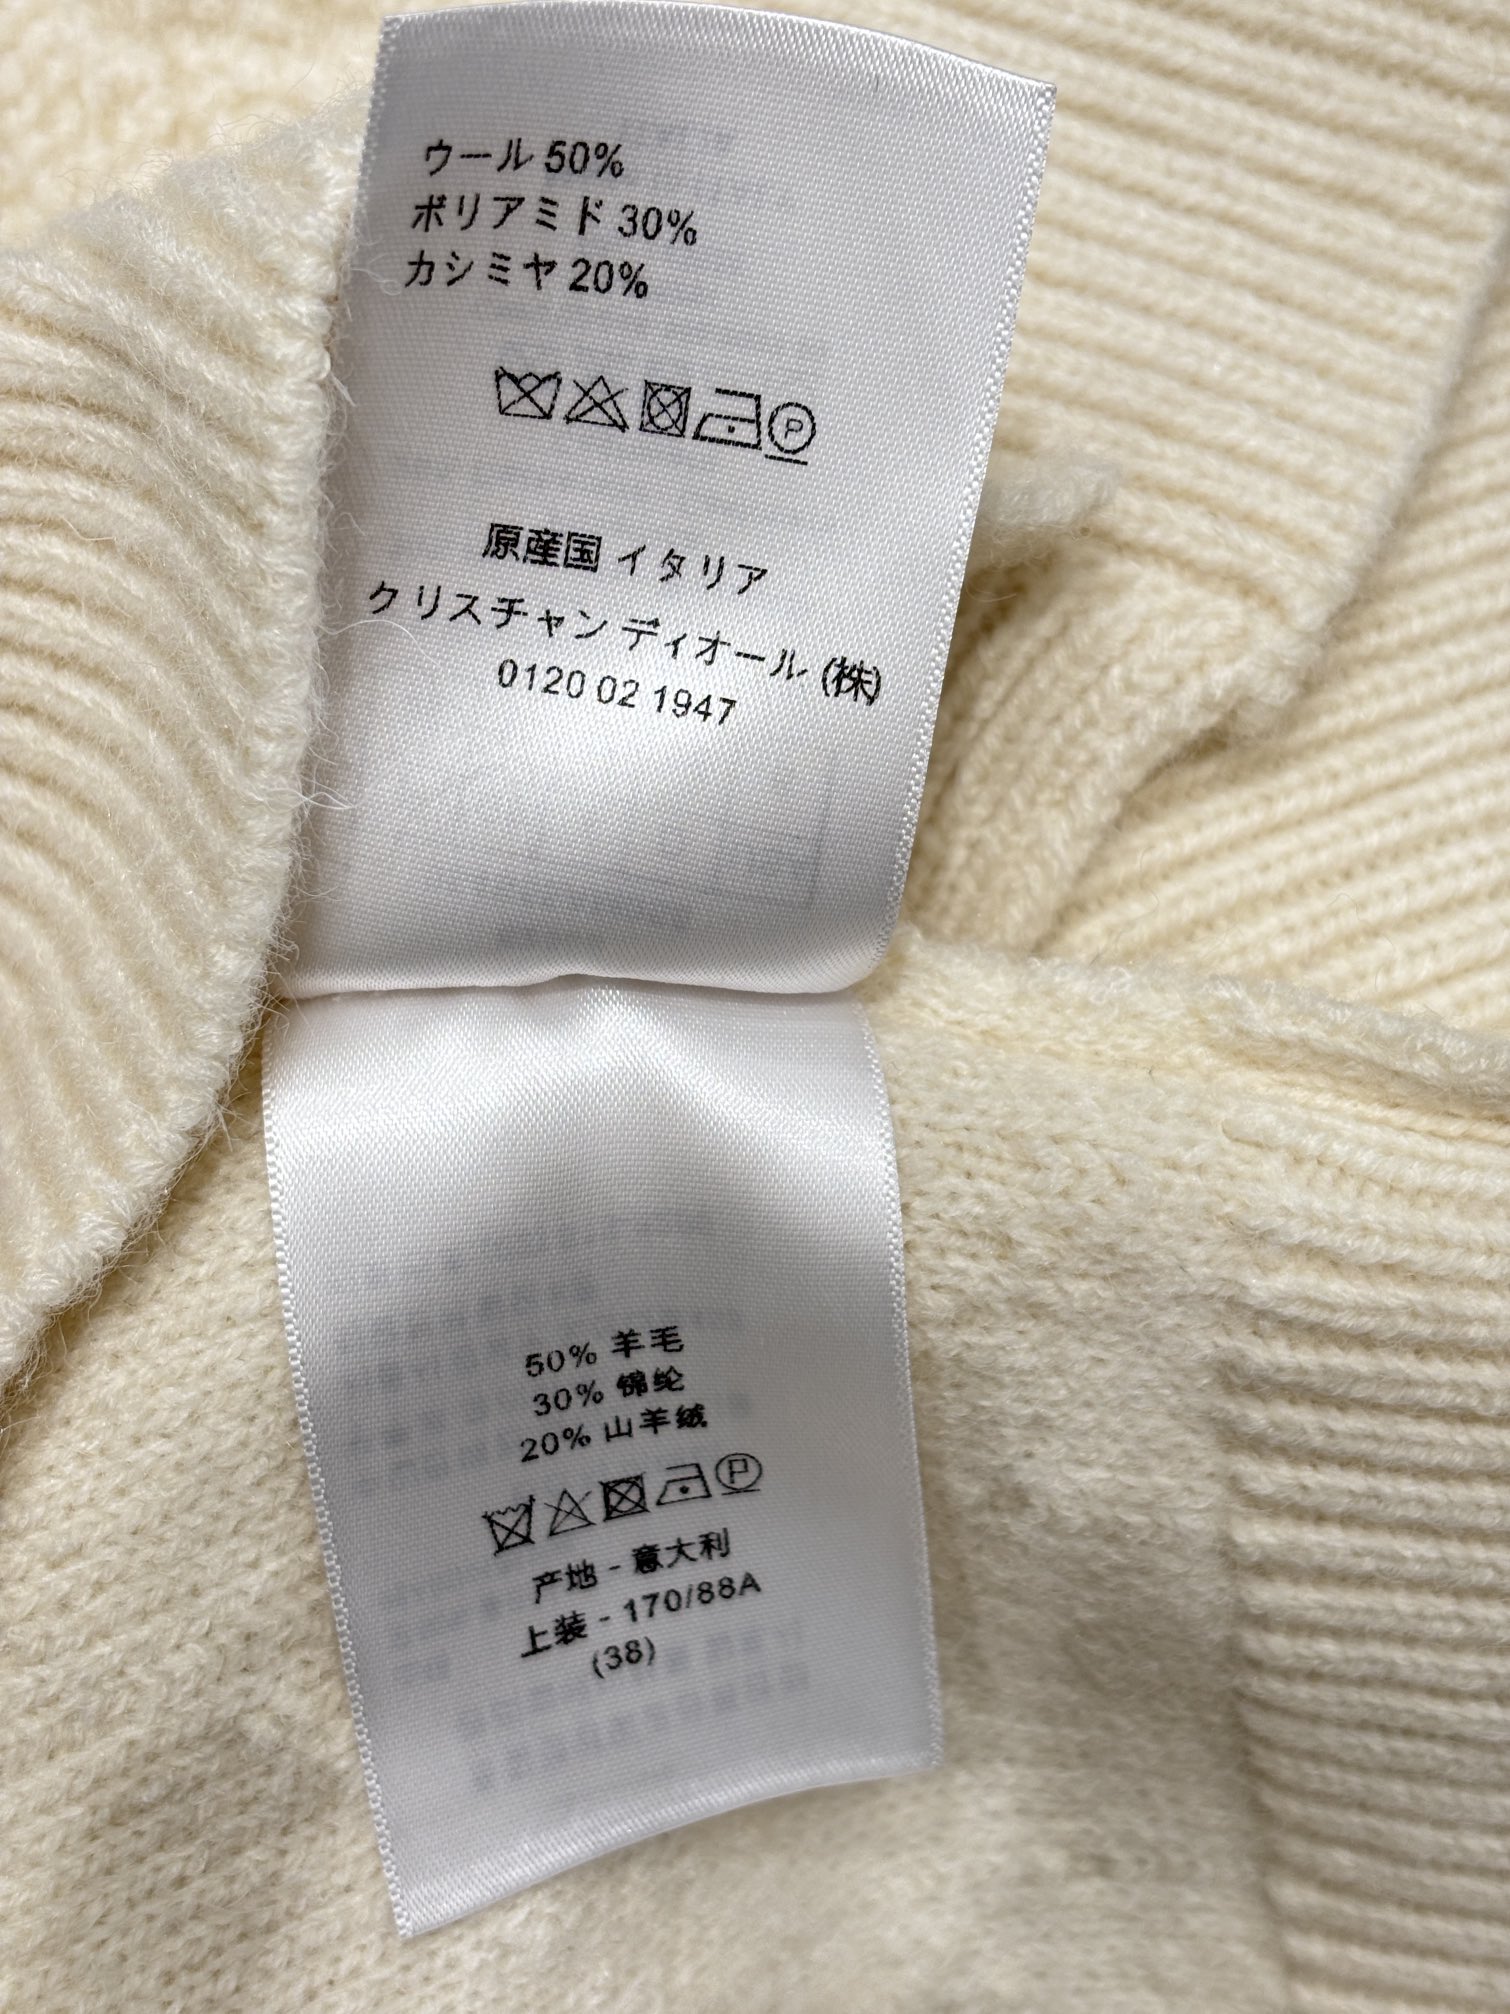 ウール 50%
ポリアミド 30%
カシミヤ 20%
P
原産国 イタリア
クリスチャン ディオール (株)
0120 02 1947
50% 羊毛
30% 锦纶
20% 山羊绒
P
产地 - 意大利
上装 - 170/88A
(38)